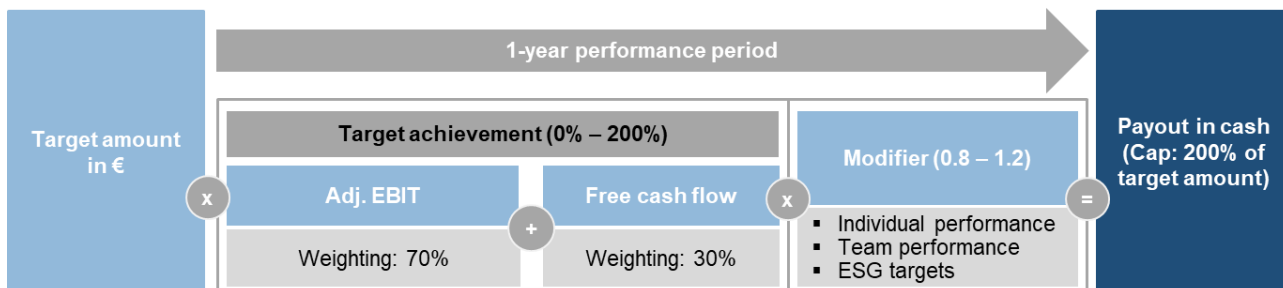 1-year performance period
Target amount
in €
x
Target achievement (0% – 200%)
Adj. EBIT
Weighting: 70%
+
Free cash flow
Weighting: 30%
x
Modifier (0.8 – 1.2)
▪ Individual performance
▪ Team performance
▪ ESG targets
=
Payout in cash
(Cap: 200% of
target amount)